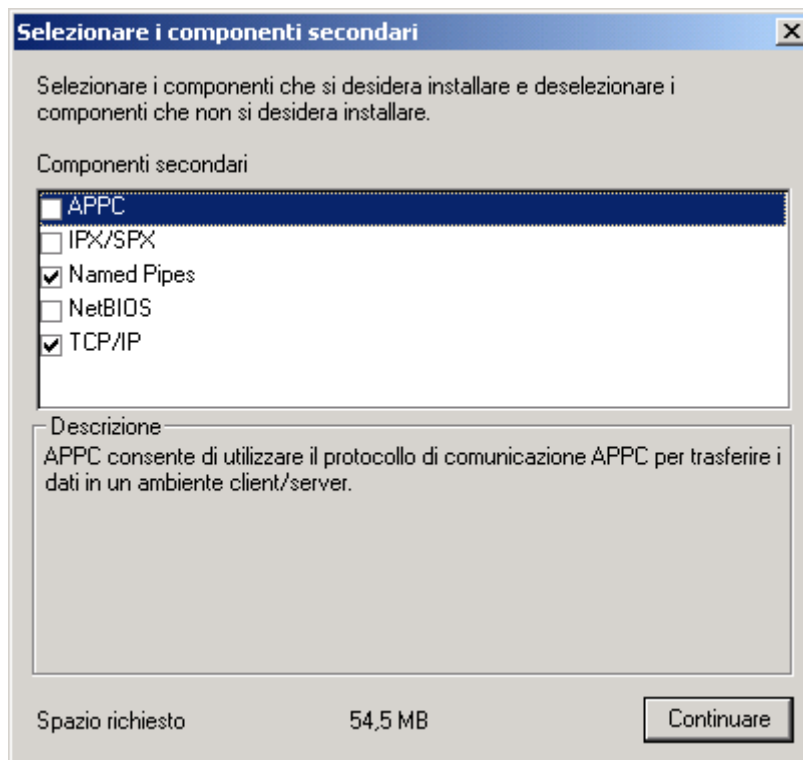 Selezionare i componenti secondari
Selezionare i componenti che si desidera installare e deselezionare i
componenti che non si desidera installare.
Componenti secondari
APPC
IPX/SPX
Named Pipes
NetBIOS
TCP/IP
Descrizione
APPC consente di utilizzare il protocollo di comunicazione APPC per trasferire i
dati in un ambiente client/server.
Spazio richiesto 54,5 MB Continuare